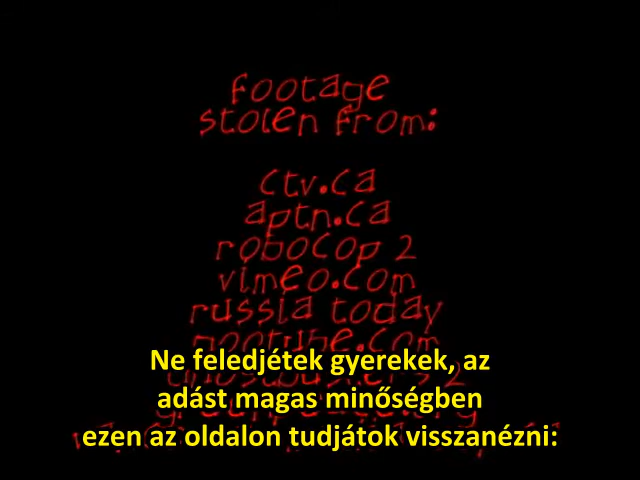 footage
stolen from:
ctv.ca
aptn.ca
robocop 2
vimeo.com
russia today
Ne feledjétek gyerekek, az
adást magas minőségben
ezen az oldalon tudjátok visszanézni: